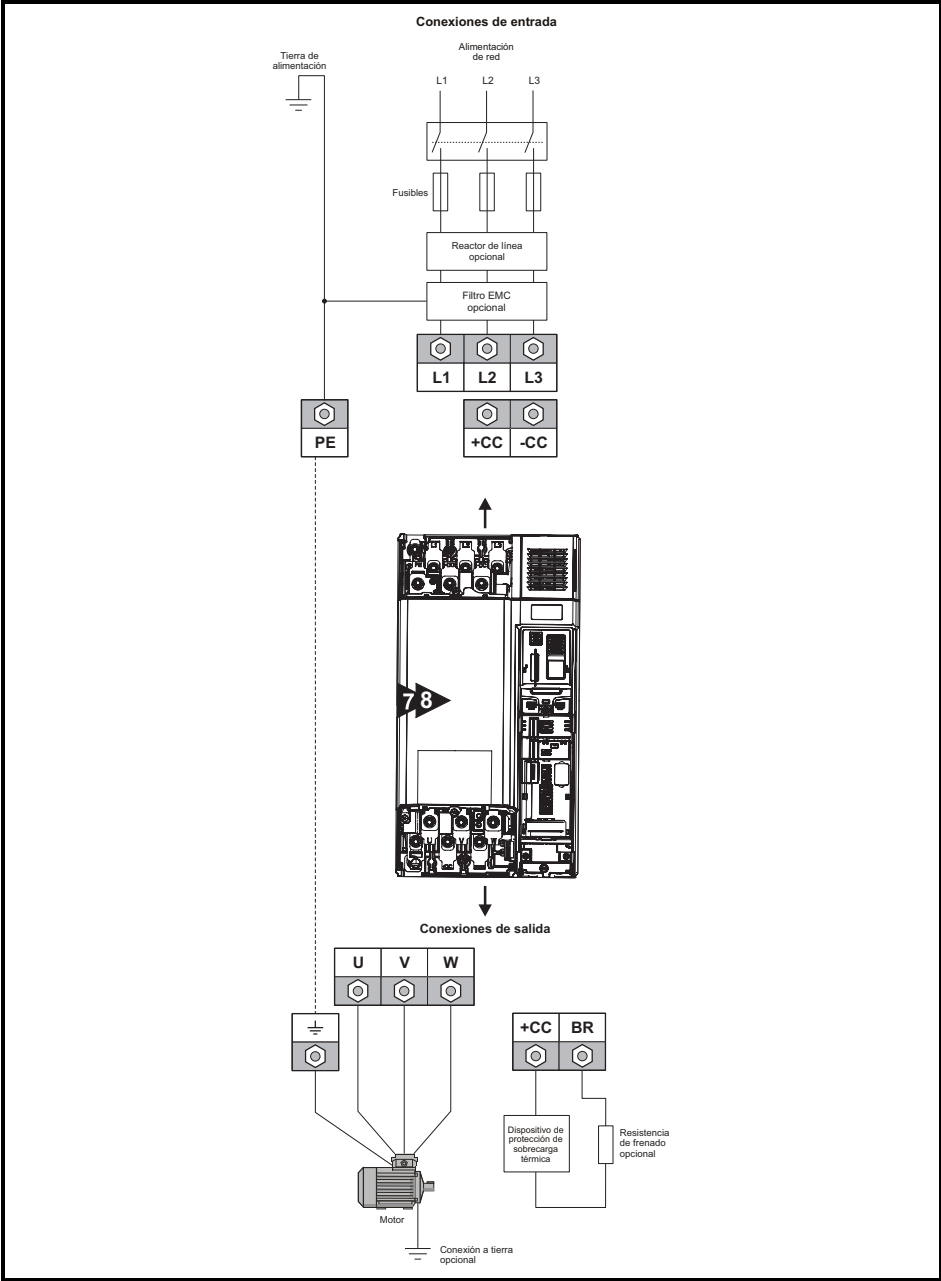 Conexiones de entrada
Tierra de
alimentación
Alimentación
de red
L1 L2 L3
Fusibles
Reactor de línea
opcional
Filtro EMC
opcional
L1 L2 L3
PE
+CC -CC
7 8
Conexiones de salida
U V W
+CC BR
Dispositivo de
protección de
sobrecarga
térmica
Resistencia
de frenado
opcional
Motor
Conexión a tierra
opcional